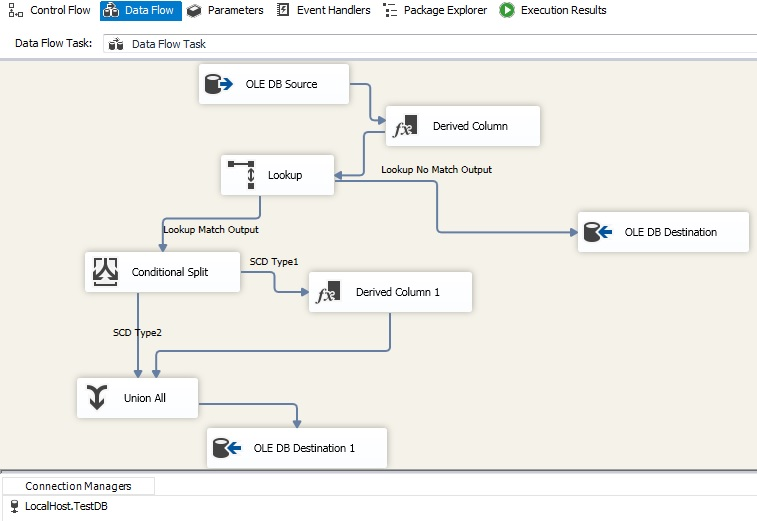 Control Flow
Data Flow
Parameters
Event Handlers
Package Explorer
Execution Results
Data Flow Task:
Data Flow Task
OLE DB Source
Derived Column
Lookup
Lookup No Match Output
Lookup Match Output
OLE DB Destination
Conditional Split
SCD Type1
Derived Column 1
SCD Type2
Union All
OLE DB Destination 1
Connection Managers
LocalHost.TestDB